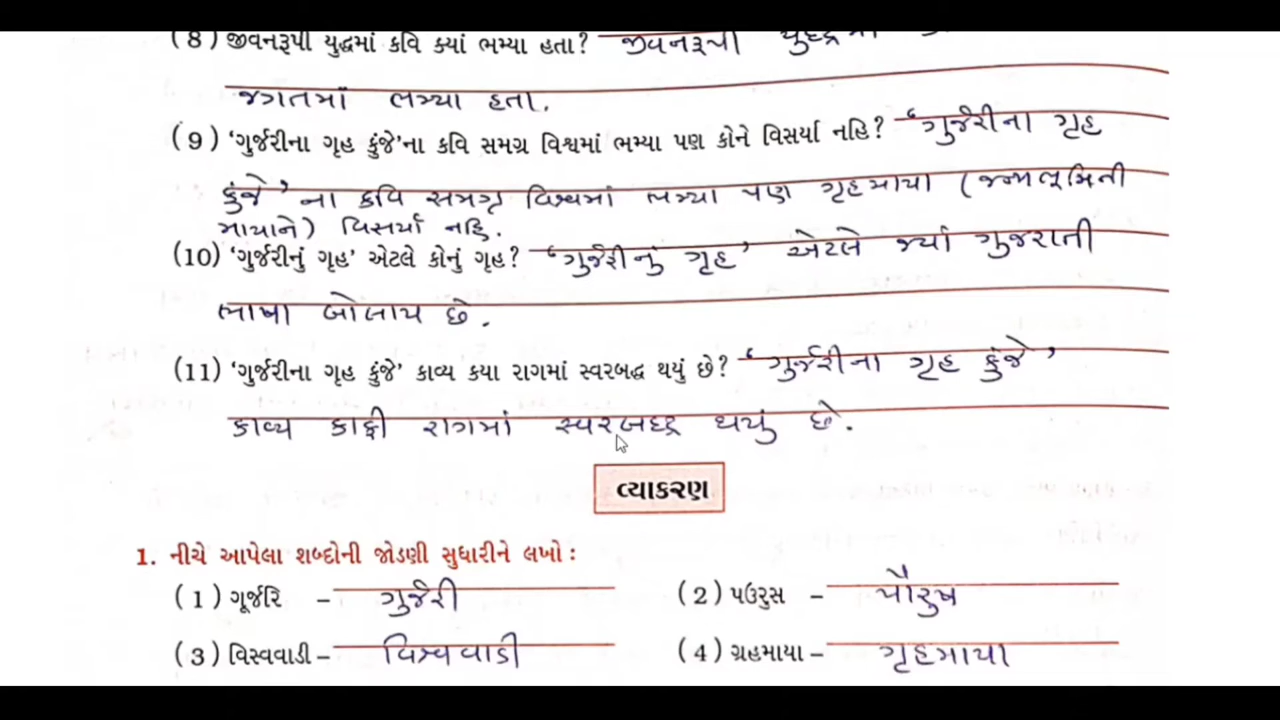 (8) જીવનરૂપી યુદ્ધમાં કવિ ક્યાં ભમ્યા હતા? જીવનરૂપી યુદ્ધમાં
જગતમાં ભમ્યા હતા.
(9) ‘ગુર્જરીના ગૃહ કુંજે’ના કવિ સમગ્ર વિશ્વમાં ભમ્યા પણ કોને વિસર્યા નહિ? ‘ગુર્જરીના ગૃહ
કુંજે’ ના કવિ સમગ્ર વિશ્વમાં ભમ્યા પણ ગૃહમાયા (જન્મભૂમિની
માયાને) વિસર્યા નહિ.
(10) ‘ગુર્જરીનું ગૃહ’ એટલે કોનું ગૃહ? ‘ગુર્જરીનું ગૃહ’ એટલે જ્યાં ગુજરાતી
ભાષા બોલાય છે.
(11) ‘ગુર્જરીના ગૃહ કુંજે’ કાવ્ય કયા રાગમાં સ્વરબદ્ધ થયું છે? ‘ગુર્જરીના ગૃહ કુંજે’
કાવ્ય કાફી રાગમાં સ્વરબદ્ધ થયું છે.
વ્યાકરણ
1. નીચે આપેલા શબ્દોની જોડણી સુધારીને લખો :
(1) ગૂર્જરિ – ગુર્જરી (2) પઉરુસ – પૌરુષ
(3) વિસ્વવાડી – વિશ્વવાડી (4) ગ્રહમાયા – ગૃહમાયા